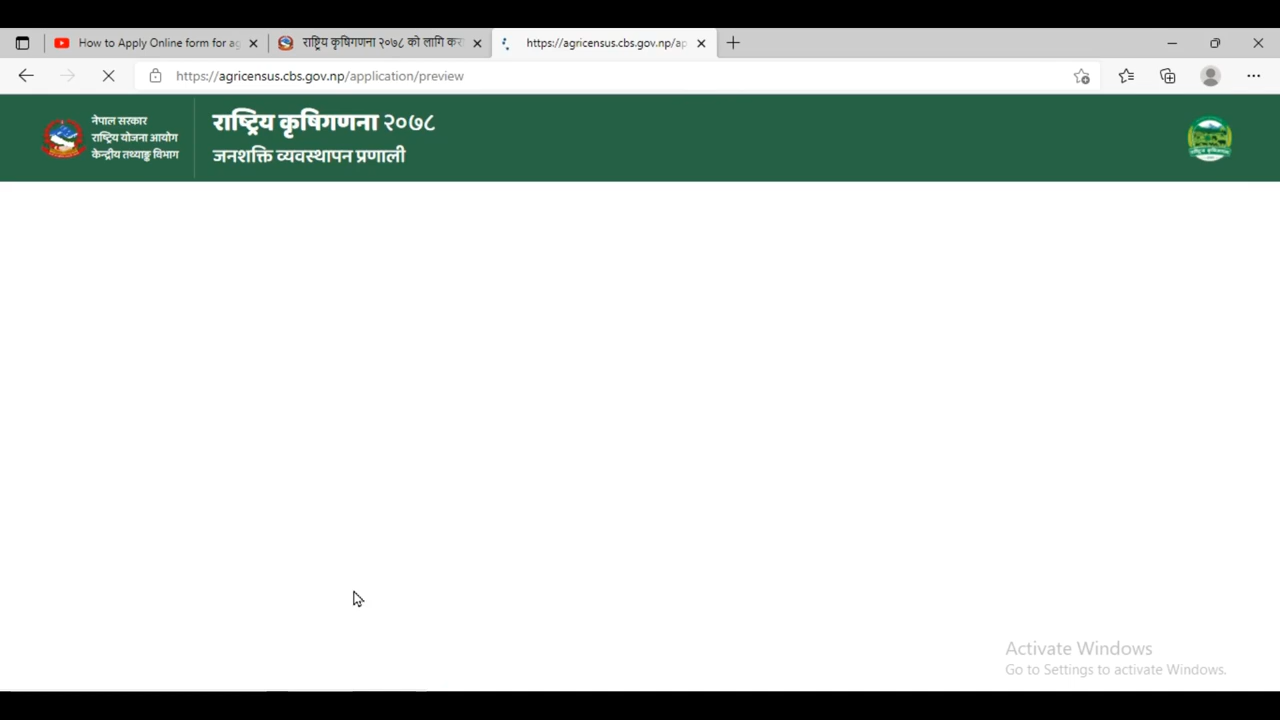 How to Apply Online form for ag
राष्ट्रिय कृषिगणना २०७८ को लागि कर
https://agricensus.cbs.gov.np/ap
https://agricensus.cbs.gov.np/application/preview
नेपाल सरकार
राष्ट्रिय योजना आयोग
केन्द्रीय तथ्याङ्क विभाग
राष्ट्रिय कृषिगणना २०७८
जनशक्ति व्यवस्थापन प्रणाली
Activate Windows
Go to Settings to activate Windows.